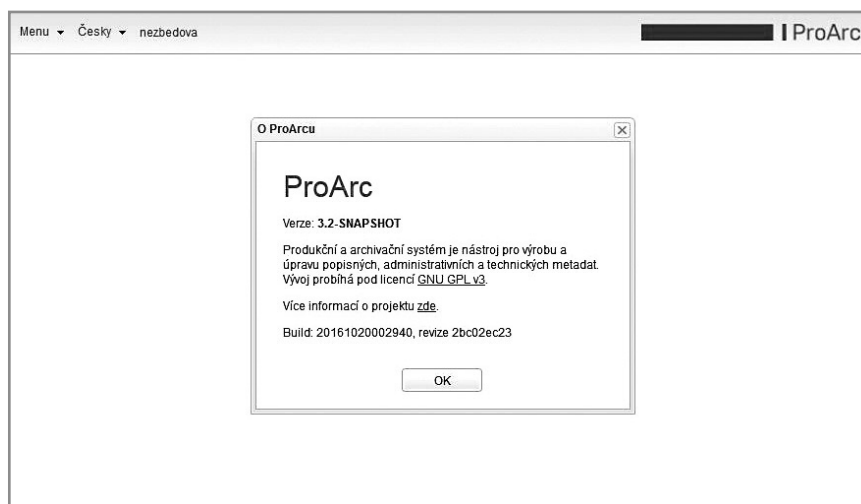 Menu Česky nezbedova
ProArc
O ProArcu
ProArc
Verze: 3.2-SNAPSHOT
Produkční a archivační systém je nástroj pro výrobu a
úpravu popisných, administrativních a technických metadat.
Vývoj probíhá pod licencí GNU GPL v3.
Více informací o projektu zde.
Build: 20161020002940, revize 2bc02ec23
OK